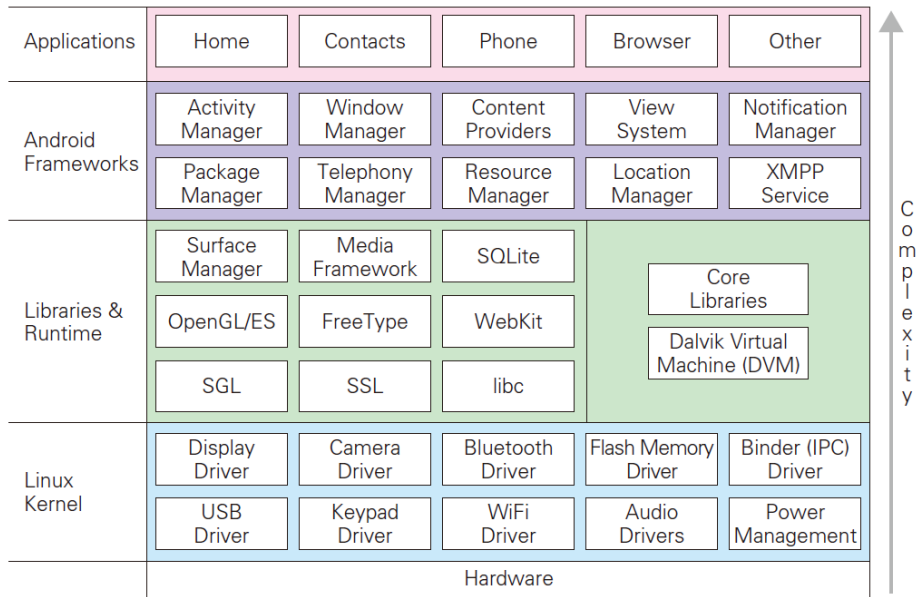 Applications
Home
Contacts
Phone
Browser
Other
Android
Frameworks
Activity
Manager
Window
Manager
Content
Providers
View
System
Notification
Manager
Package
Manager
Telephony
Manager
Resource
Manager
Location
Manager
XMPP
Service
Libraries &
Runtime
Surface
Manager
Media
Framework
SQLite
OpenGL/ES
FreeType
WebKit
SGL
SSL
libc
Core
Libraries
Dalvik Virtual
Machine (DVM)
Linux
Kernel
Display
Driver
Camera
Driver
Bluetooth
Driver
Flash Memory
Driver
Binder (IPC)
Driver
USB
Driver
Keypad
Driver
WiFi
Driver
Audio
Drivers
Power
Management
Hardware
Complexity